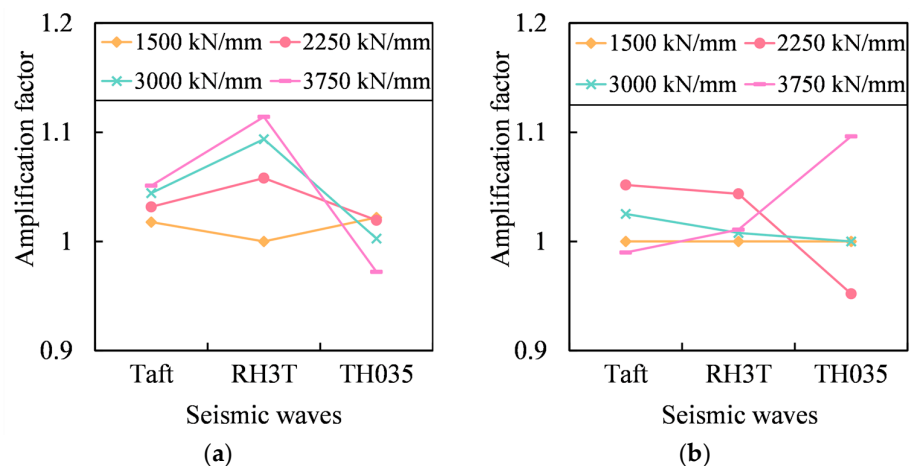 Amplification factor
1.2
1.1
1
0.9
1500 kN/mm 2250 kN/mm
3000 kN/mm 3750 kN/mm
Taft RH3T TH035
Seismic waves
(a)
Amplification factor
1.2
1.1
1
0.9
1500 kN/mm 2250 kN/mm
3000 kN/mm 3750 kN/mm
Taft RH3T TH035
Seismic waves
(b)